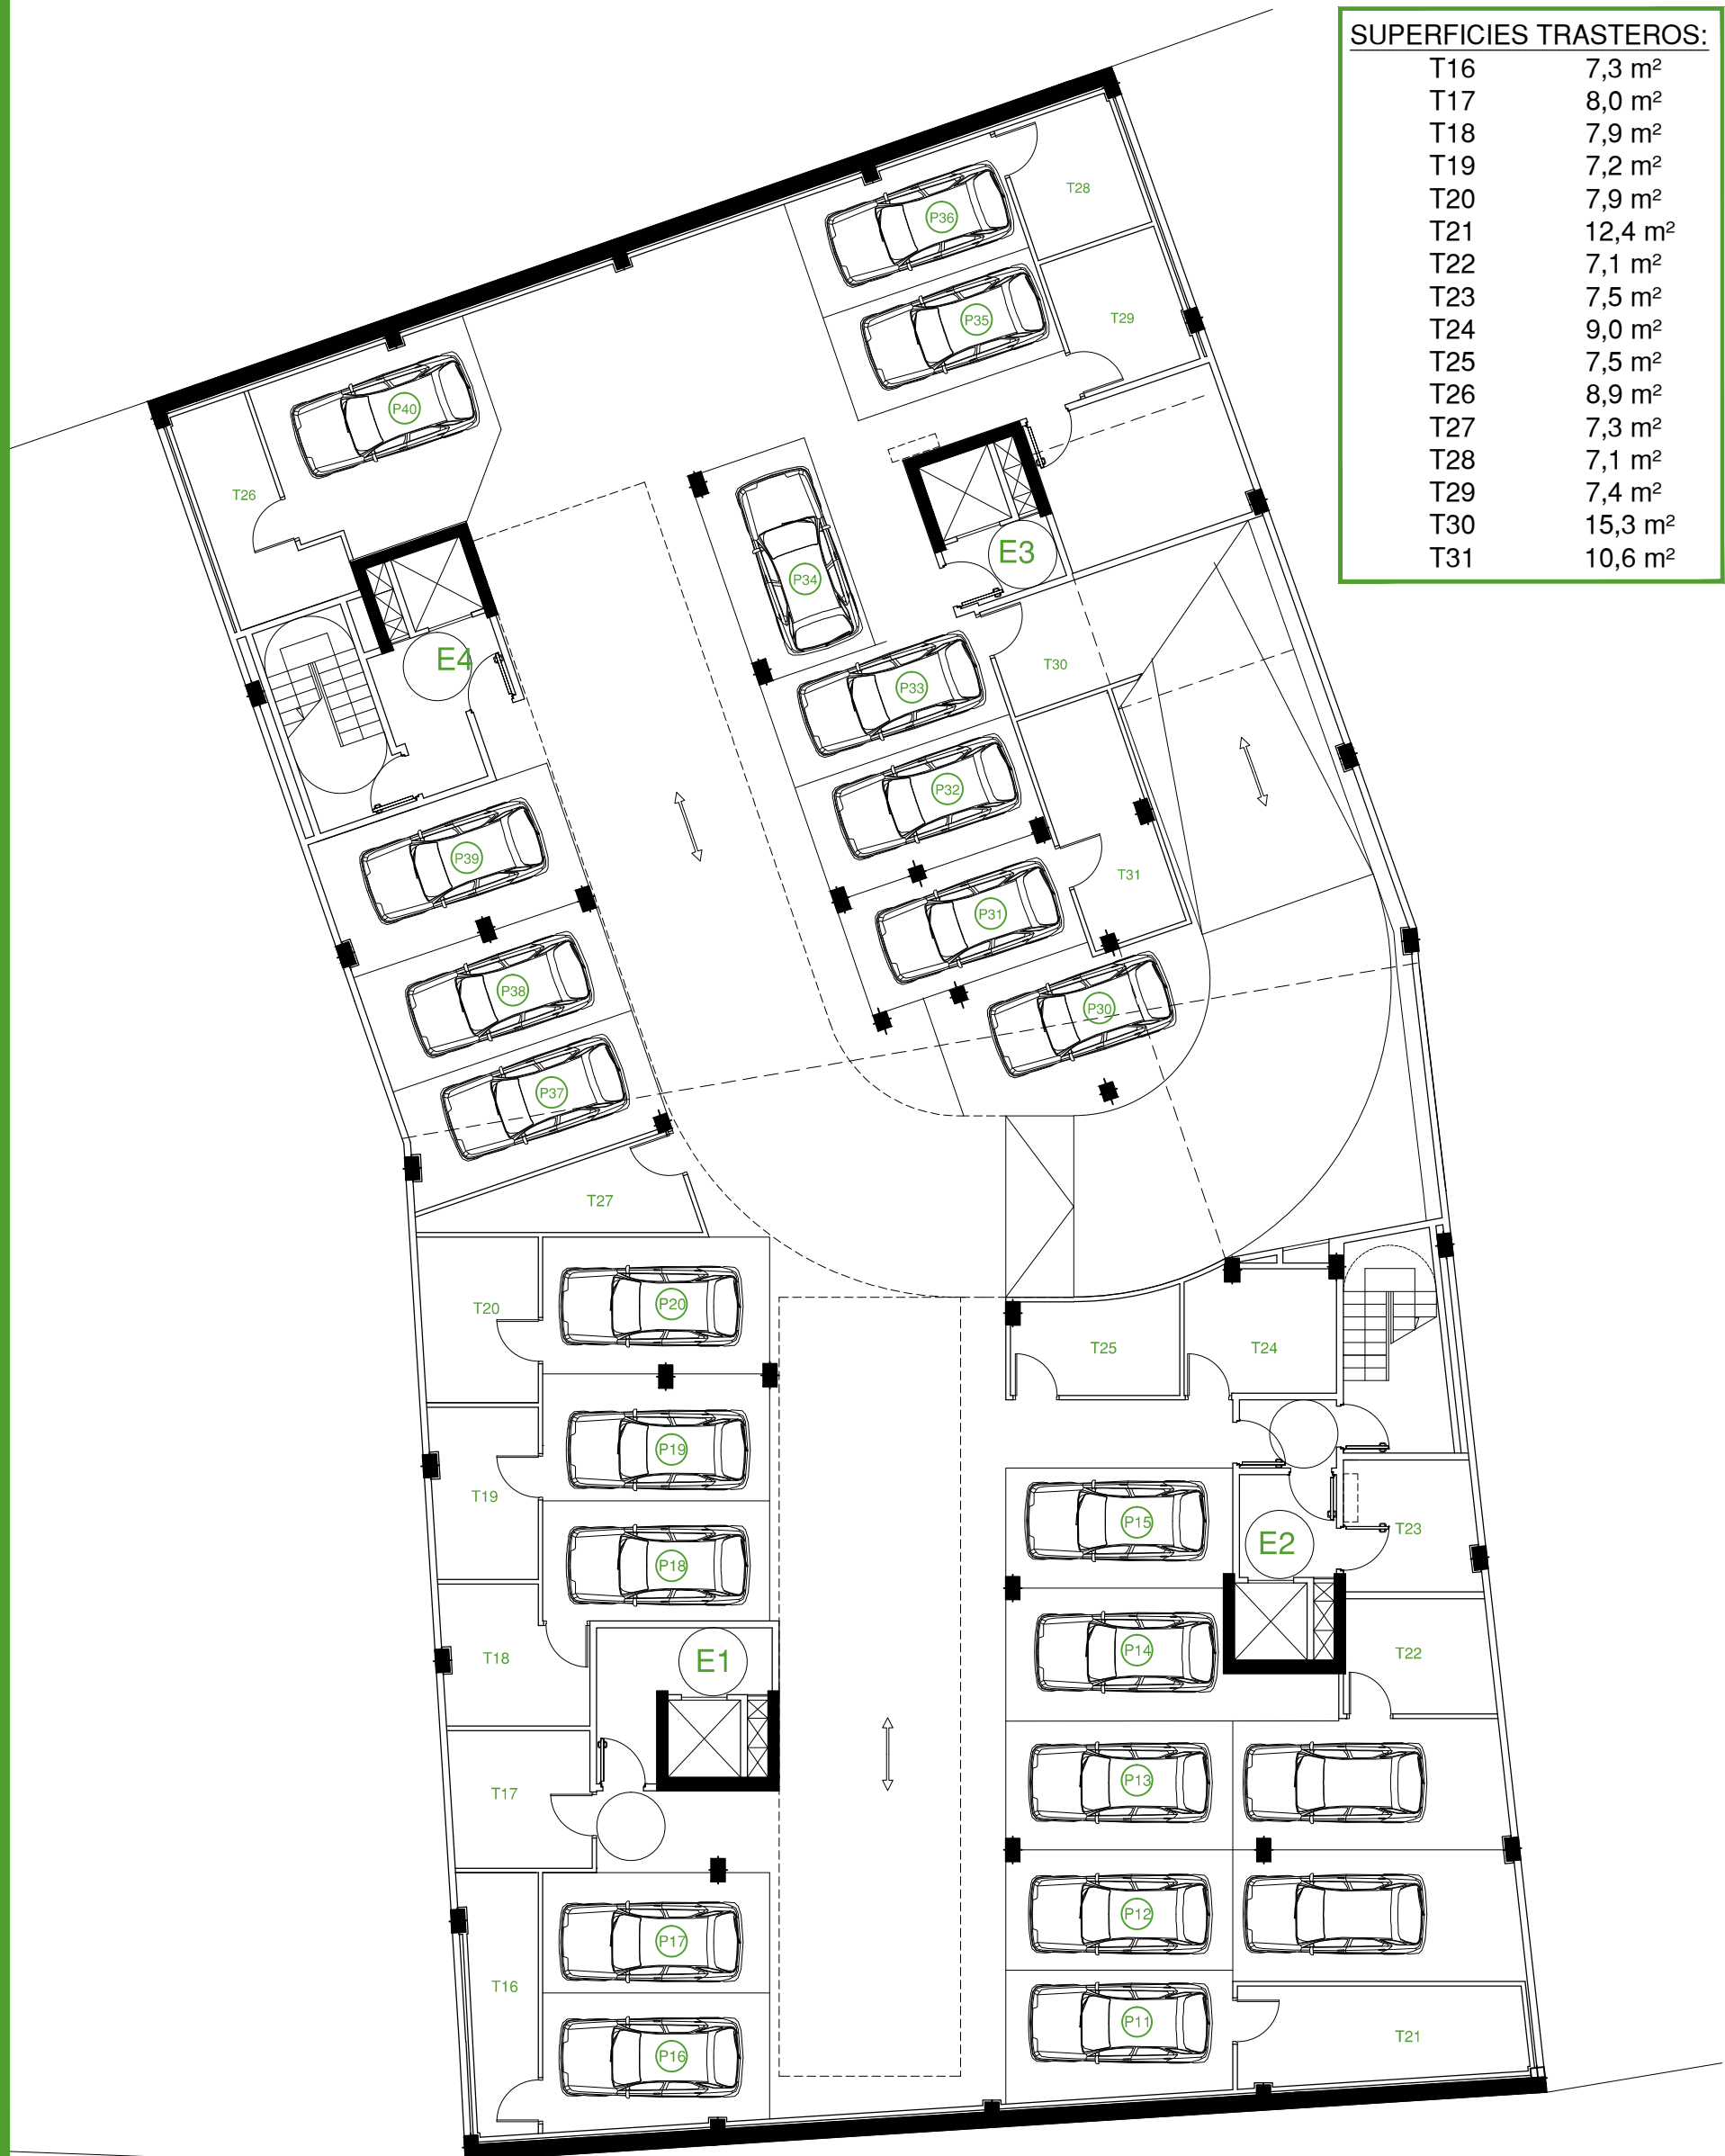 SUPERFICIES TRASTEROS:
T16 7,3 m²
T17 8,0 m²
T18 7,9 m²
T19 7,2 m²
T20 7,9 m²
T21 12,4 m²
T22 7,1 m²
T23 7,5 m²
T24 9,0 m²
T25 7,5 m²
T26 8,9 m²
T27 7,3 m²
T28 7,1 m²
T29 7,4 m²
T30 15,3 m²
T31 10,6 m²
T28
P36
T29
P35
P40
T26
E3
P34
E4
T30
P33
P32
P39
T31
P31
P38
P30
P37
T27
T20
P20
T25
T24
P19
T19
P15
T23
E2
P18
P14
T22
T18
E1
P13
T17
P12
P17
T16
P11
T21
P16